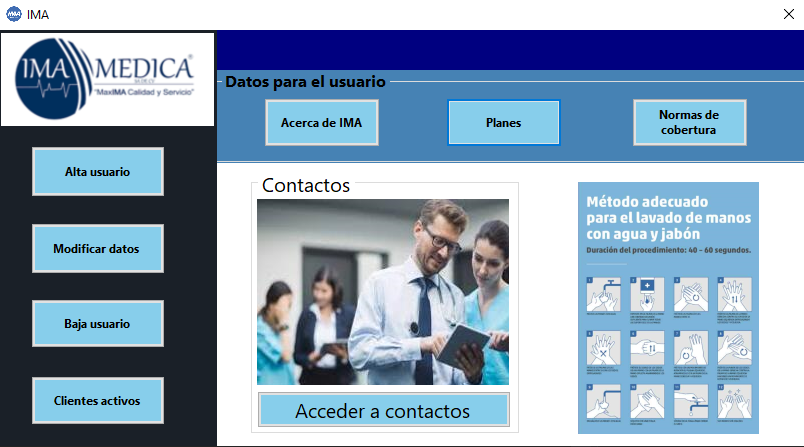 IMA
IMA MEDICA
"MaxIMA Calidad y Servicio"
Alta usuario
Modificar datos
Baja usuario
Clientes activos
Datos para el usuario
Acerca de IMA
Planes
Normas de
cobertura
Contactos
Acceder a contactos
Método adecuado
para el lavado de manos
con agua y jabón
Duración del procedimiento: 40 - 60 segundos.